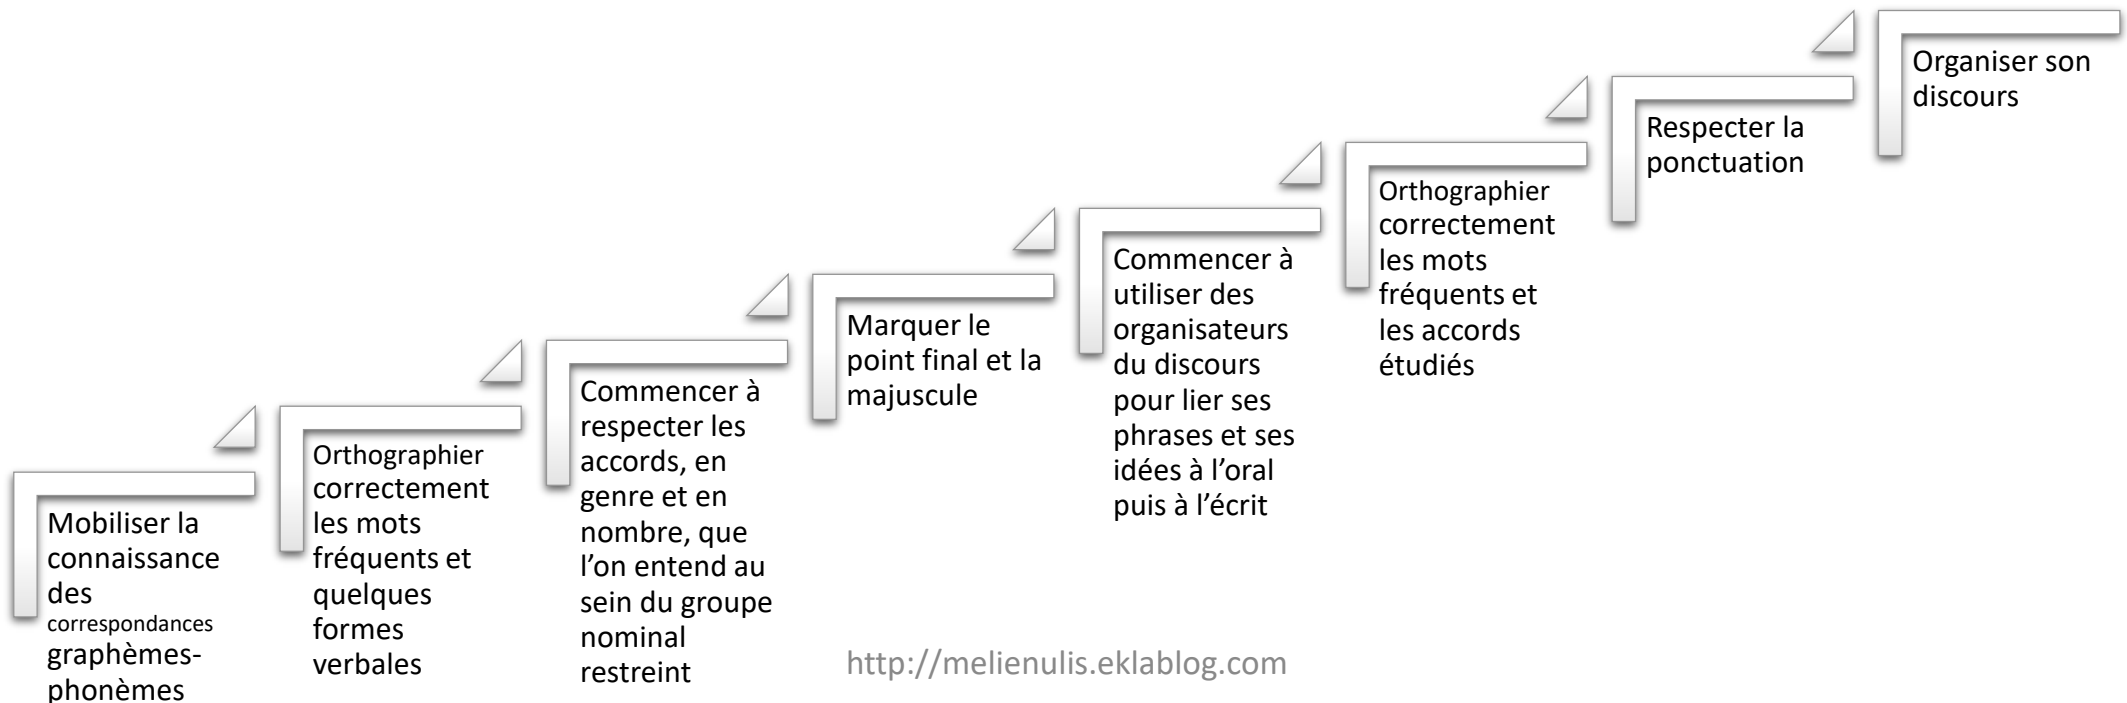 Mobiliser la
connaissance
des
correspondances
graphèmes-
phonèmes
Orthographier
correctement
les mots
fréquents et
quelques
formes
verbales
Commencer à
respecter les
accords, en
genre et en
nombre, que
l'on entend au
sein du groupe
nominal
restreint
Marquer le
point final et la
majuscule
Commencer à
utiliser des
organisateurs
du discours
pour lier ses
phrases et ses
idées à l'oral
puis à l'écrit
Orthographier
correctement
les mots
fréquents et
les accords
étudiés
Respecter la
ponctuation
Organiser son
discours
http://melienulis.eklablog.com